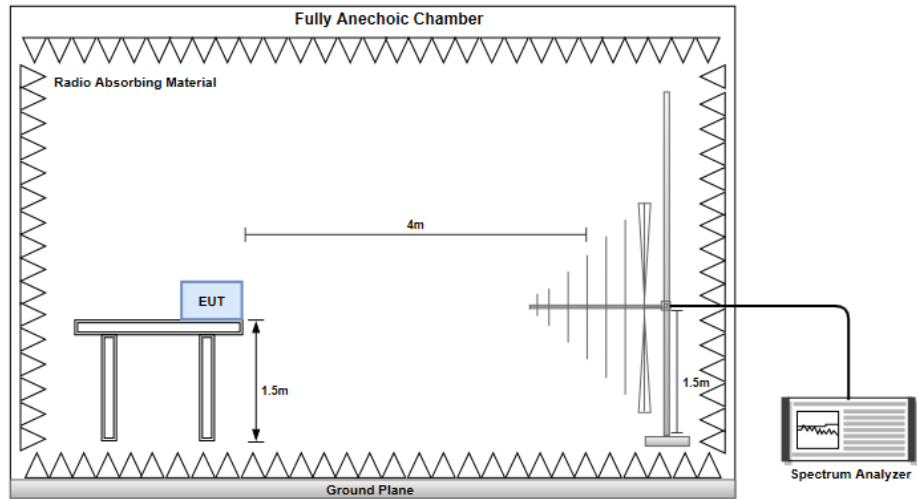 Fully Anechoic Chamber
Radio Absorbing Material
4m
EUT
1.5m
1.5m
Spectrum Analyzer
Ground Plane